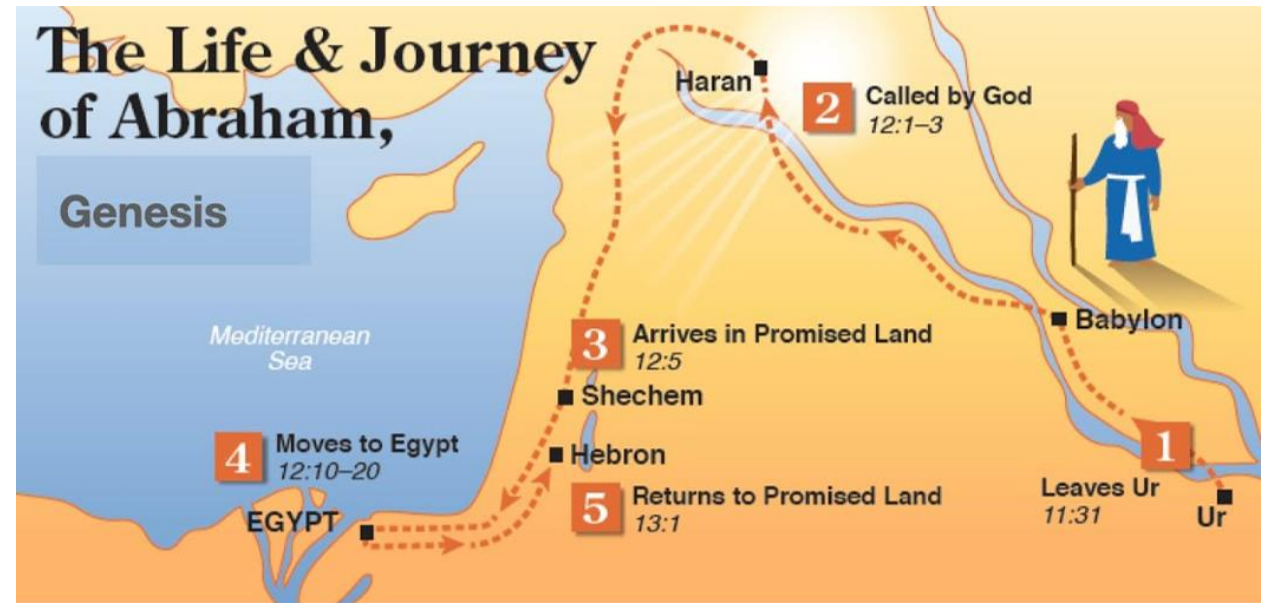 The Life & Journey
of Abraham,
Genesis
Haran
2
Called by God
12:1–3
Mediterranean
Sea
Babylon
3
Arrives in Promised Land
12:5
Shechem
4
Moves to Egypt
12:10–20
Hebron
1
5
Returns to Promised Land
13:1
Leaves Ur
11:31
Ur
EGYPT